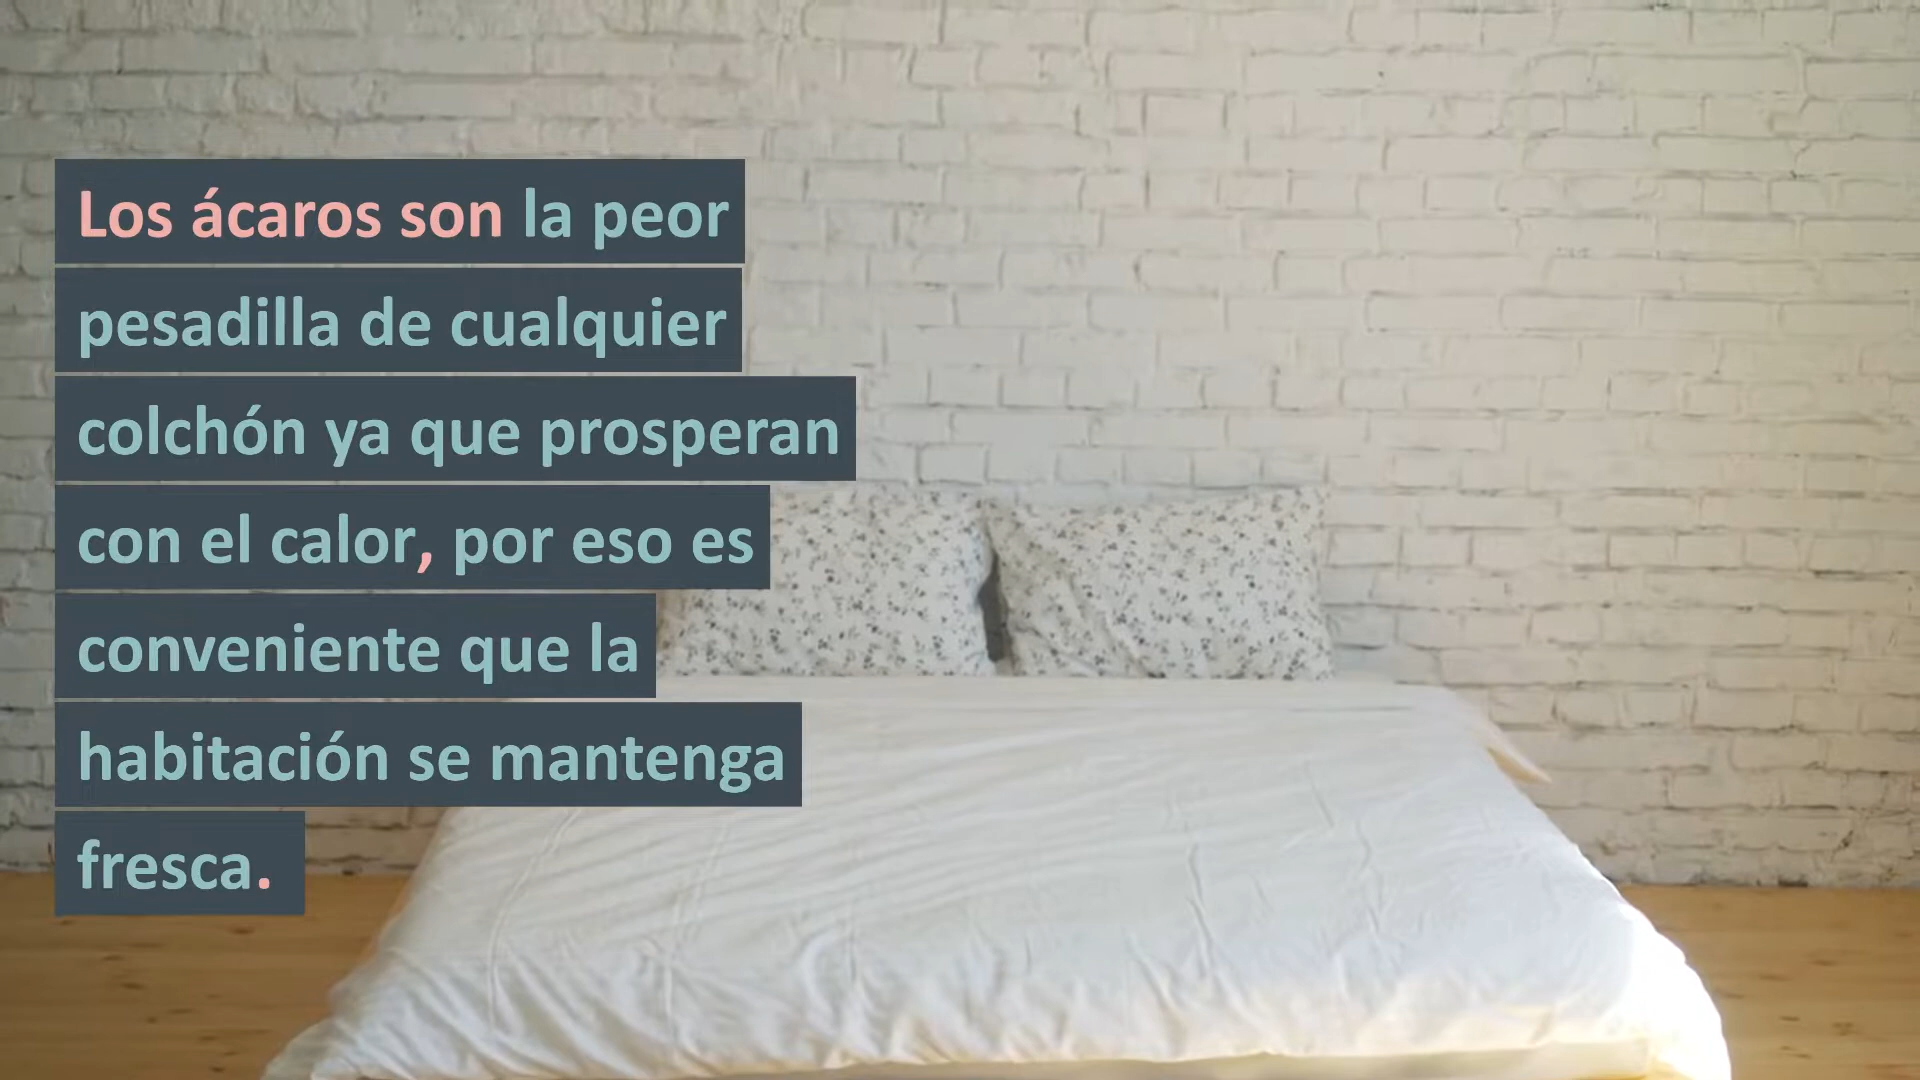 Los ácaros son la peor
pesadilla de cualquier
colchón ya que prosperan
con el calor, por eso es
conveniente que la
habitación se mantenga
fresca.